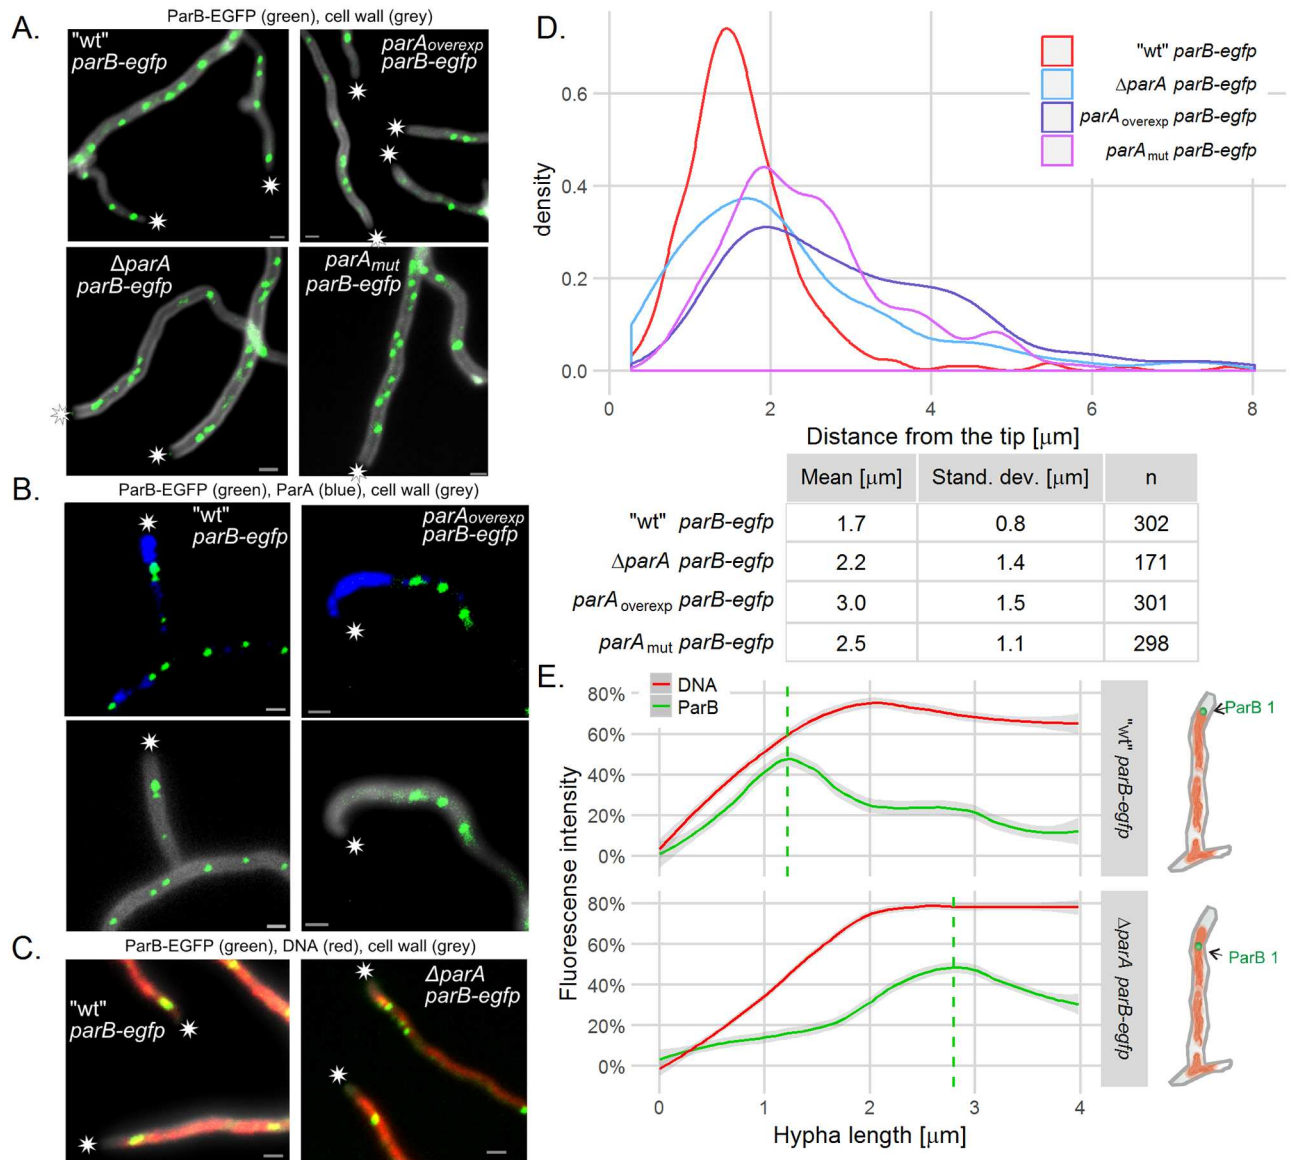 A.
ParB-EGFP (green), cell wall (grey)
"wt"
parB-egfp
parAoverexp
parB-egfp
ΔparA
parB-egfp
parAmut
parB-egfp
B.
ParB-EGFP (green), ParA (blue), cell wall (grey)
"wt"
parB-egfp
parAoverexp
parB-egfp
C.
ParB-EGFP (green), DNA (red), cell wall (grey)
"wt"
parB-egfp
ΔparA
parB-egfp
D.
"wt" parB-egfp
ΔparA parB-egfp
parAoverexp parB-egfp
parAmut parB-egfp
density
0.6
0.4
0.2
0.0
0 2 4 6 8
Distance from the tip [μm]
Mean [μm] Stand. dev. [μm] n
"wt" parB-egfp 1.7 0.8 302
ΔparA parB-egfp 2.2 1.4 171
parAoverexp parB-egfp 3.0 1.5 301
parAmut parB-egfp 2.5 1.1 298
E.
DNA
ParB
Fluorescense intensity
80%
60%
40%
20%
0%
"wt" parB-egfp
ParB 1
80%
60%
40%
20%
0%
ΔparA parB-egfp
ParB 1
0 1 2 3 4
Hypha length [μm]